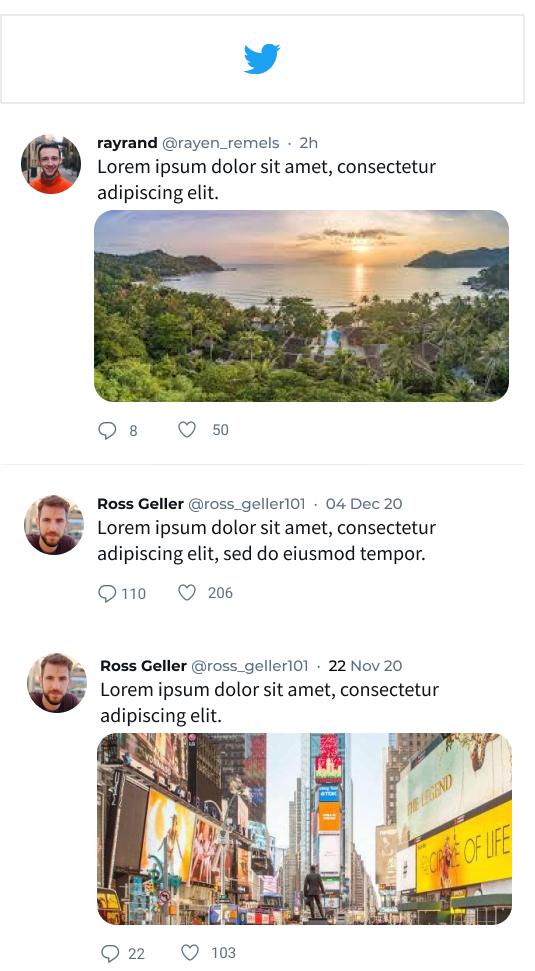 rayrand @rayen_remels · 2h
Lorem ipsum dolor sit amet, consectetur
adipiscing elit.
8 50
Ross Geller @ross_geller101 · 04 Dec 20
Lorem ipsum dolor sit amet, consectetur
adipiscing elit, sed do eiusmod tempor.
110 206
Ross Geller @ross_geller101 · 22 Nov 20
Lorem ipsum dolor sit amet, consectetur
adipiscing elit.
LG
THE LEGEND
CIRCLE OF LIFE
22 103